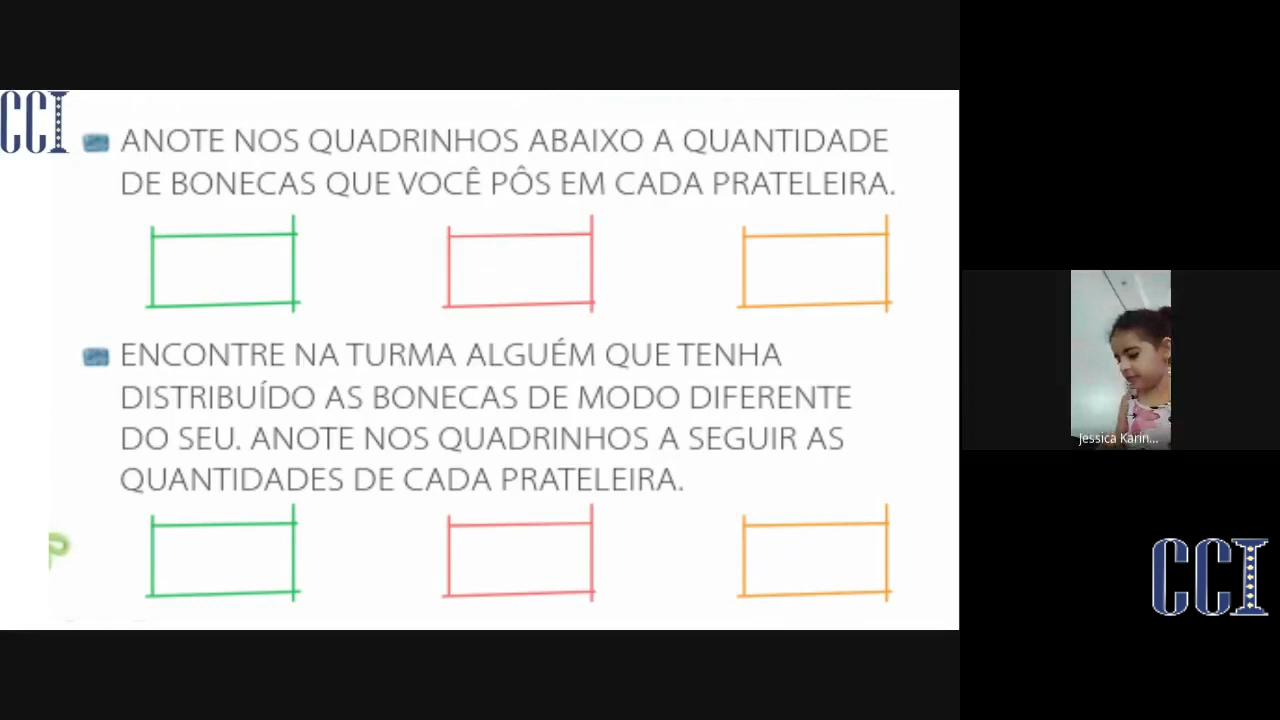 CCI
ANOTE NOS QUADRINHOS ABAIXO A QUANTIDADE
DE BONECAS QUE VOCÊ PÔS EM CADA PRATELEIRA.
ENCONTRE NA TURMA ALGUÉM QUE TENHA
DISTRIBUÍDO AS BONECAS DE MODO DIFERENTE
DO SEU. ANOTE NOS QUADRINHOS A SEGUIR AS
QUANTIDADES DE CADA PRATELEIRA.
Jessica Karin...
CCI